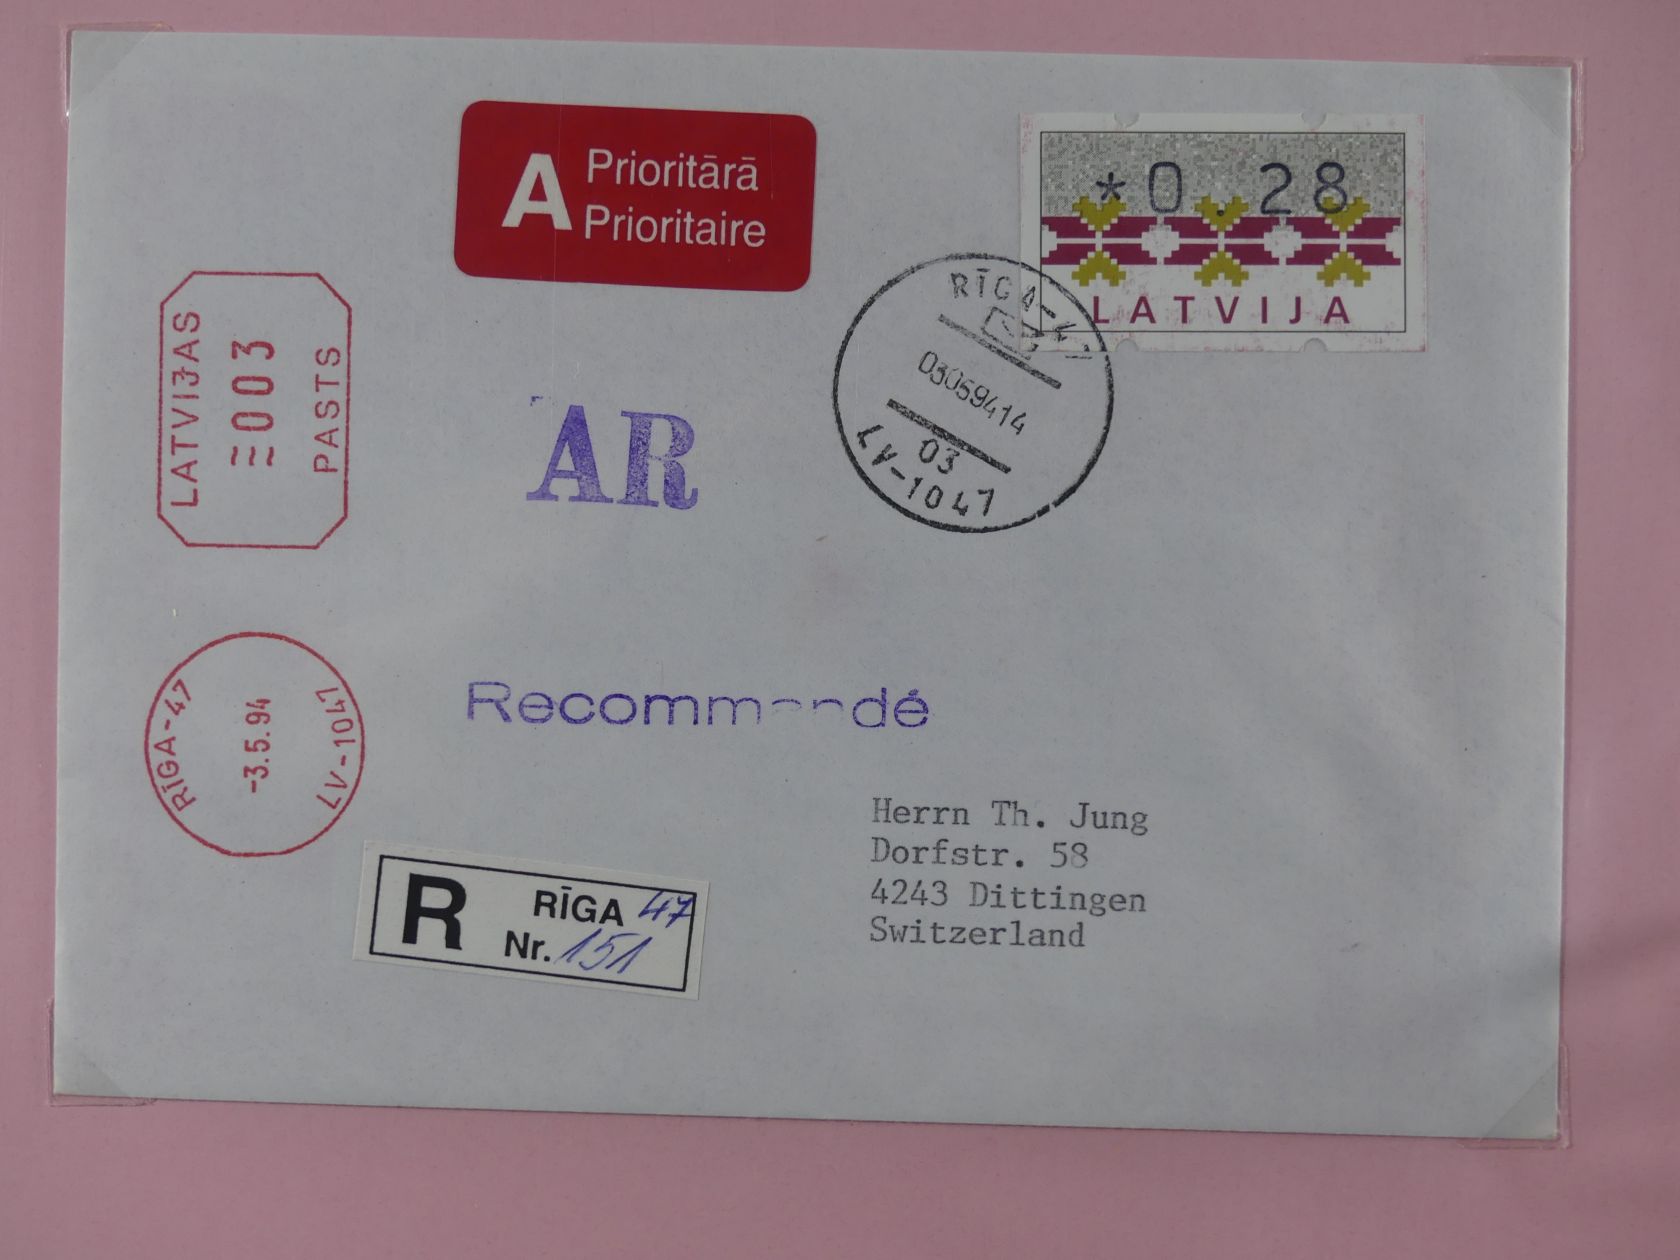 A Prioritārā
Prioritaire
*0.28
LATVIJA
RĪGA-47
03059414
03
LV-1047
LATVIJAS
003
PASTS
AR
RĪGA-47
-3.5.94
LV-1047
Recommandé
R RĪGA 47
Nr. 151
Herrn Th. Jung
Dorfstr. 58
4243 Dittingen
Switzerland